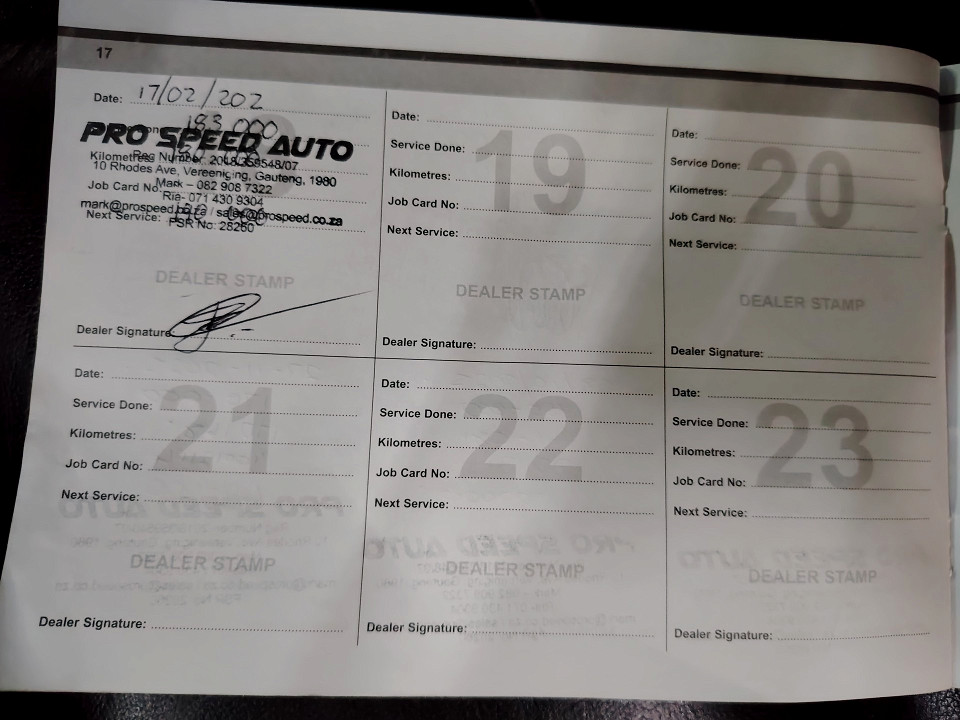 17
Date: 17/02/202
183 000
PRO SPEED AUTO
Kilometres
Reg Number: 2018/359548/07
10 Rhodes Ave, Vereeniging, Gauteng, 1980
Job Card No:
Mark – 082 908 7322
Ria- 071 430 9304
mark@prospeed.co.za / sales@prospeed.co.za
Next Service:
PSR No: 28260
DEALER STAMP
Dealer Signature
19
Date:
Service Done:
Kilometres:
Job Card No:
Next Service:
DEALER STAMP
Dealer Signature:
20
Date:
Service Done:
Kilometres:
Job Card No:
Next Service:
DEALER STAMP
Dealer Signature:
21
Date:
Service Done:
Kilometres:
Job Card No:
Next Service:
DEALER STAMP
Dealer Signature:
22
Date:
Service Done:
Kilometres:
Job Card No:
Next Service:
DEALER STAMP
Dealer Signature:
23
Date:
Service Done:
Kilometres:
Job Card No:
Next Service:
DEALER STAMP
Dealer Signature: